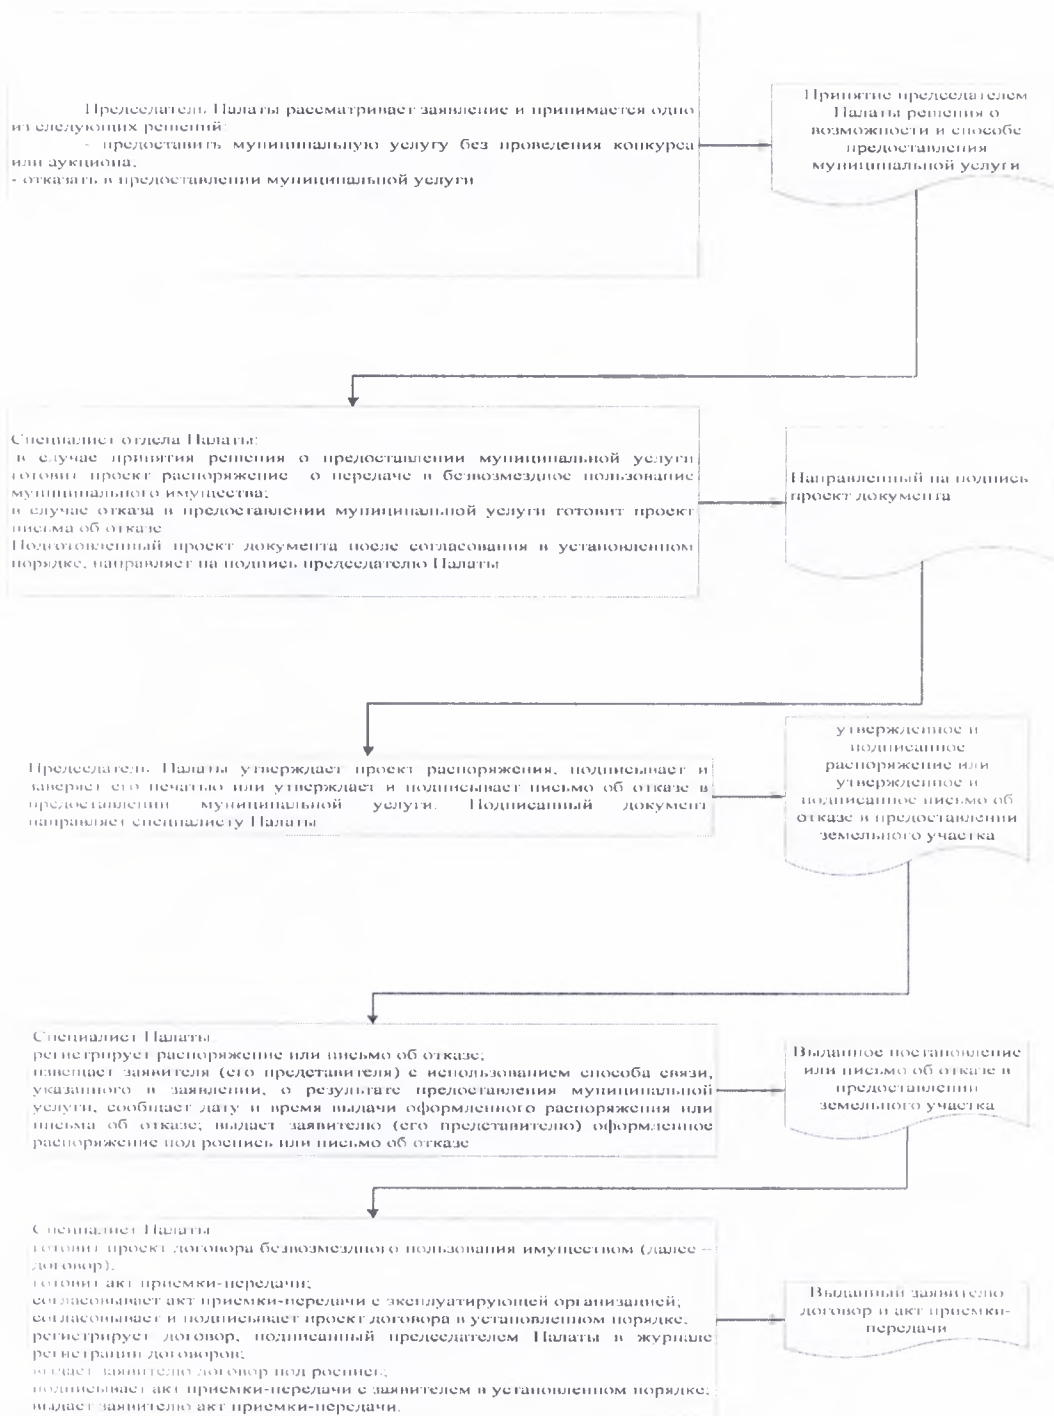 Председатель Палаты рассматривает заявление и принимается одно
из следующих решений:
- предоставить муниципальную услугу без проведения конкурса
или аукциона;
- отказать в предоставлении муниципальной услуги
Принятие председателем
Палаты решения о
возможности и способе
предоставления
муниципальной услуги
Специалист отдела Палаты:
в случае принятия решения о предоставлении муниципальной услуги
готовит проект распоряжение о передаче в безвозмездное пользование
муниципального имущества;
в случае отказа в предоставлении муниципальной услуги готовит проект
письма об отказе
Подготовленный проект документа после согласования в установленном
порядке, направляет на подпись председателю Палаты
Направленный на подпись
проект документа
Председатель Палаты утверждает проект распоряжения, подписывает и
заверяет его печатью или утверждает и подписывает письмо об отказе в
предоставлении муниципальной услуги. Подписанный документ
направляет специалисту Палаты
утвержденное и
подписанное
распоряжение или
утвержденное и
подписанное письмо об
отказе в предоставлении
земельного участка
Специалист Палаты
регистрирует распоряжение или письмо об отказе;
извещает заявителя (его представителя) с использованием способа связи,
указанного в заявлении, о результате предоставления муниципальной
услуги, сообщает дату и время выдачи оформленного распоряжения или
письма об отказе; выдает заявителю (его представителю) оформленное
распоряжение под роспись или письмо об отказе
Выданное постановление
или письмо об отказе в
предоставлении
земельного участка
Специалист Палаты
готовит проект договора безвозмездного пользования имуществом (далее –
договор);
готовит акт приемки-передачи;
согласовывает акт приемки-передачи с эксплуатирующей организацией;
согласовывает и подписывает проект договора в установленном порядке;
регистрирует договор, подписанный председателем Палаты в журнале
регистрации договоров;
выдает заявителю договор под роспись;
подписывает акт приемки-передачи с заявителем в установленном порядке;
выдает заявителю акт приемки-передачи.
Выданный заявителю
договор и акт приемки-
передачи